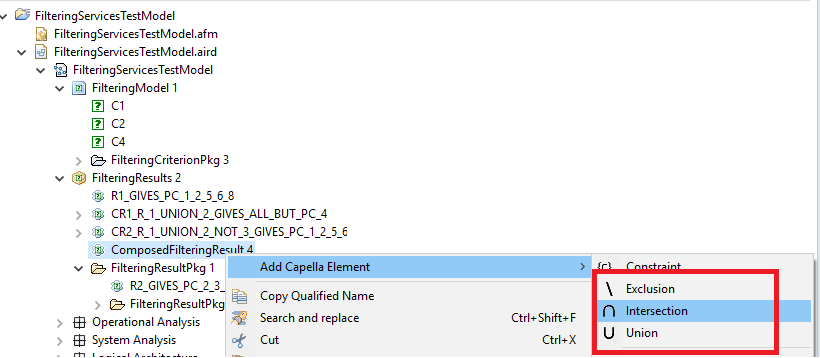 FilteringServicesTestModel
FilteringServicesTestModel.afm
FilteringServicesTestModel.aird
FilteringServicesTestModel
FilteringModel 1
C1
C2
C4
FilteringCriterionPkg 3
FilteringResults 2
R1_GIVES_PC_1_2_5_6_8
CR1_R_1_UNION_2_GIVES_ALL_BUT_PC_4
CR2_R_1_UNION_2_NOT_3_GIVES_PC_1_2_5_6
ComposedFilteringResult 4
FilteringResultPkg 1
R2_GIVES_PC_2_3_
FilteringResultPkg
Operational Analysis
System Analysis
Logical Architecture
Add Capella Element
Copy Qualified Name
Search and replace Ctrl+Shift+F
Cut Ctrl+X
{c} Constraint
Exclusion
Intersection
Union